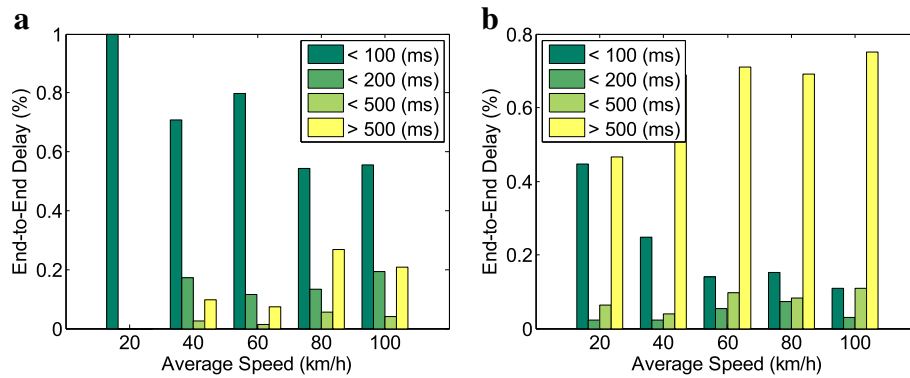 a
End-to-End Delay (%)
1
0.8
0.6
0.4
0.2
0
< 100 (ms)
< 200 (ms)
< 500 (ms)
> 500 (ms)
20 40 60 80 100
Average Speed (km/h)
b
End-to-End Delay (%)
0.8
0.6
0.4
0.2
0
< 100 (ms)
< 200 (ms)
< 500 (ms)
> 500 (ms)
20 40 60 80 100
Average Speed (km/h)